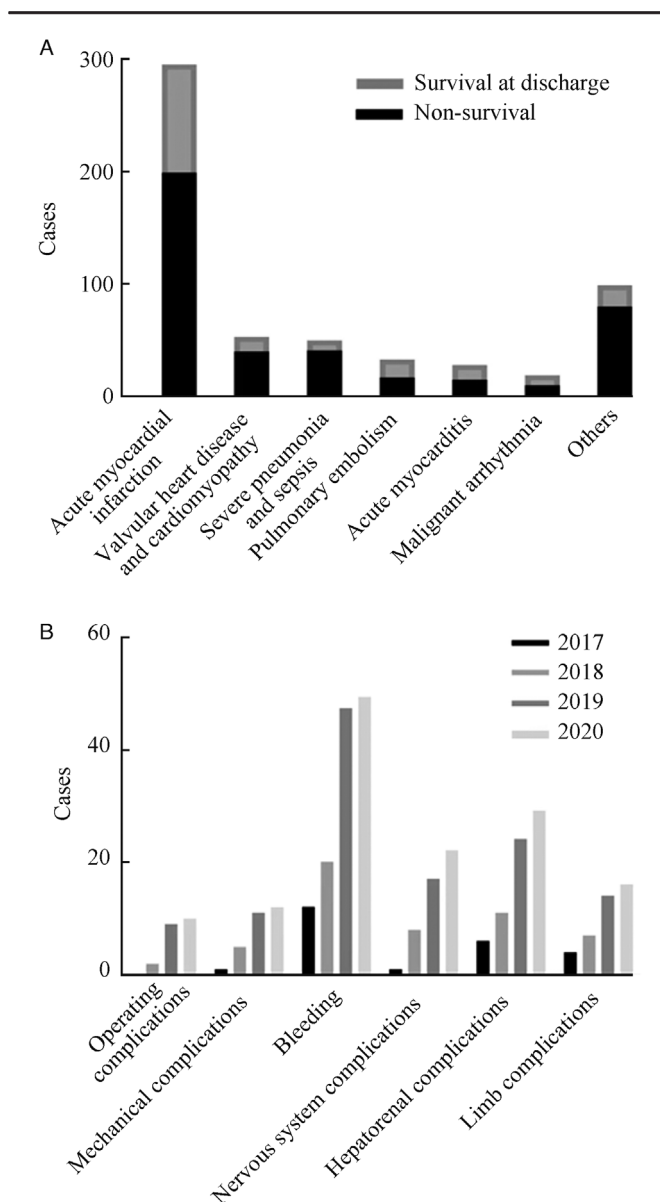 A
300
200
100
0
Cases
Survival at discharge
Non-survival
Acute myocardial
infarction
Valvular heart disease
and cardiomyopathy
Severe pneumonia
and sepsis
Pulmonary embolism
Acute myocarditis
Malignant arrhythmia
Others
B
60
40
20
0
Cases
2017
2018
2019
2020
Operating
complications
Mechanical complications
Bleeding
Nervous system complications
Hepatorenal complications
Limb complications